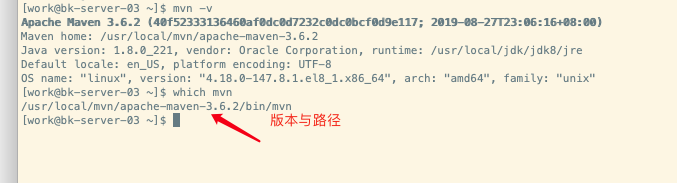 [work@bk-server-03 ~]$ mvn -v
Apache Maven 3.6.2 (40f52333136460af0dc0d7232c0dc0bcf0d9e117; 2019-08-27T23:06:16+08:00)
Maven home: /usr/local/mvn/apache-maven-3.6.2
Java version: 1.8.0_221, vendor: Oracle Corporation, runtime: /usr/local/jdk/jdk8/jre
Default locale: en_US, platform encoding: UTF-8
OS name: "linux", version: "4.18.0-147.8.1.el8_1.x86_64", arch: "amd64", family: "unix"
[work@bk-server-03 ~]$ which mvn
/usr/local/mvn/apache-maven-3.6.2/bin/mvn
[work@bk-server-03 ~]$
版本与路径